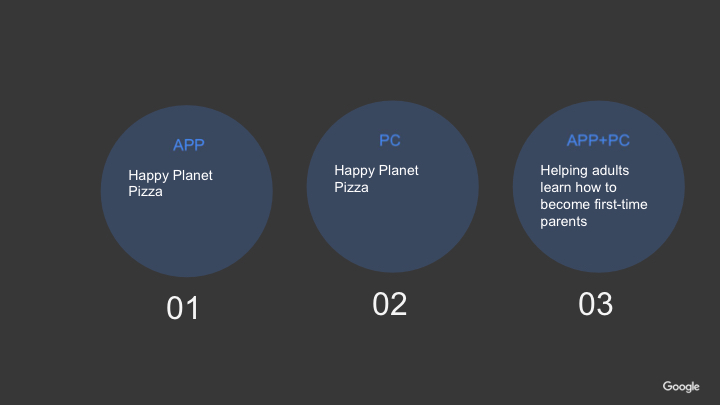 APP
Happy Planet
Pizza
01
PC
Happy Planet
Pizza
02
APP+PC
Helping adults
learn how to
become first-time
parents
03
Google